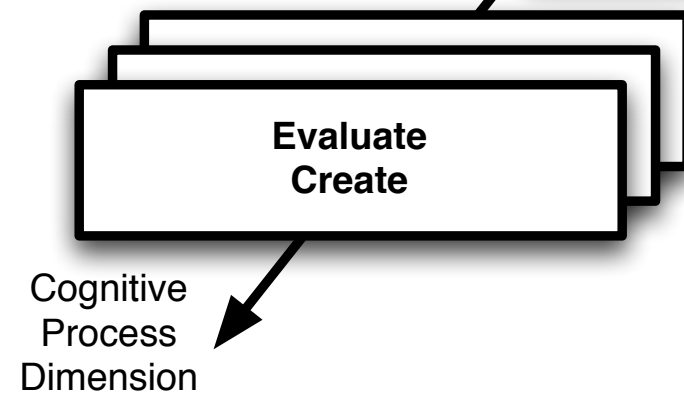 Evaluate
Create
Cognitive
Process
Dimension